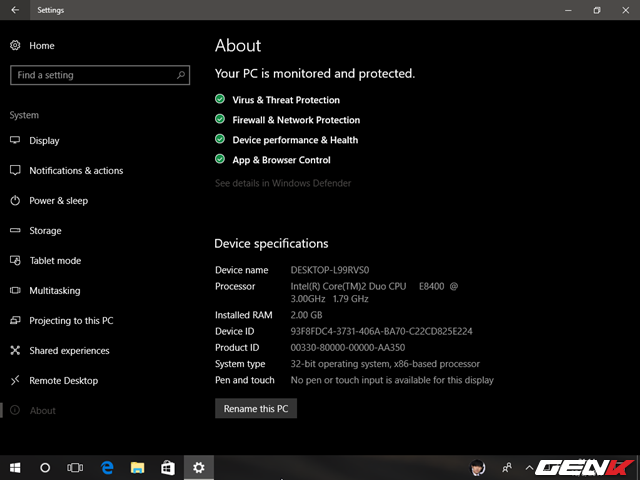 Settings
Home
Find a setting
System
Display
Notifications & actions
Power & sleep
Storage
Tablet mode
Multitasking
Projecting to this PC
Shared experiences
Remote Desktop
About
About
Your PC is monitored and protected.
Virus & Threat Protection
Firewall & Network Protection
Device performance & Health
App & Browser Control
See details in Windows Defender
Device specifications
Device name DESKTOP-L99RVS0
Processor Intel(R) Core(TM)2 Duo CPU E8400 @
3.00GHz 1.79 GHz
Installed RAM 2.00 GB
Device ID 93F8FDC4-3731-406A-BA70-C22CD825E224
Product ID 00330-80000-00000-AA350
System type 32-bit operating system, x86-based processor
Pen and touch No pen or touch input is available for this display
Rename this PC
GENK